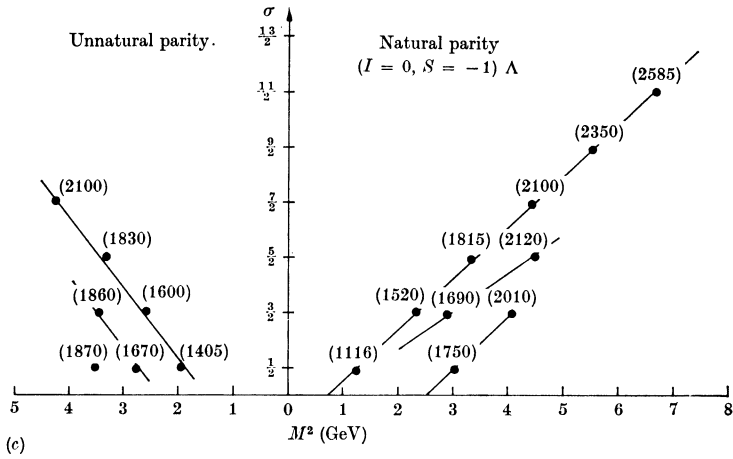 σ
Unnatural parity.
Natural parity
(I = 0, S = −1) Λ
13/2
11/2
9/2
7/2
5/2
3/2
1/2
(2585)
(2350)
(2100) (2100)
(1830) (1815) (2120)
(1860) (1600) (1520) (1690) (2010)
(1870) (1670) (1405) (1116) (1750)
5 4 3 2 1 0 1 2 3 4 5 6 7 8
M² (GeV)
(c)